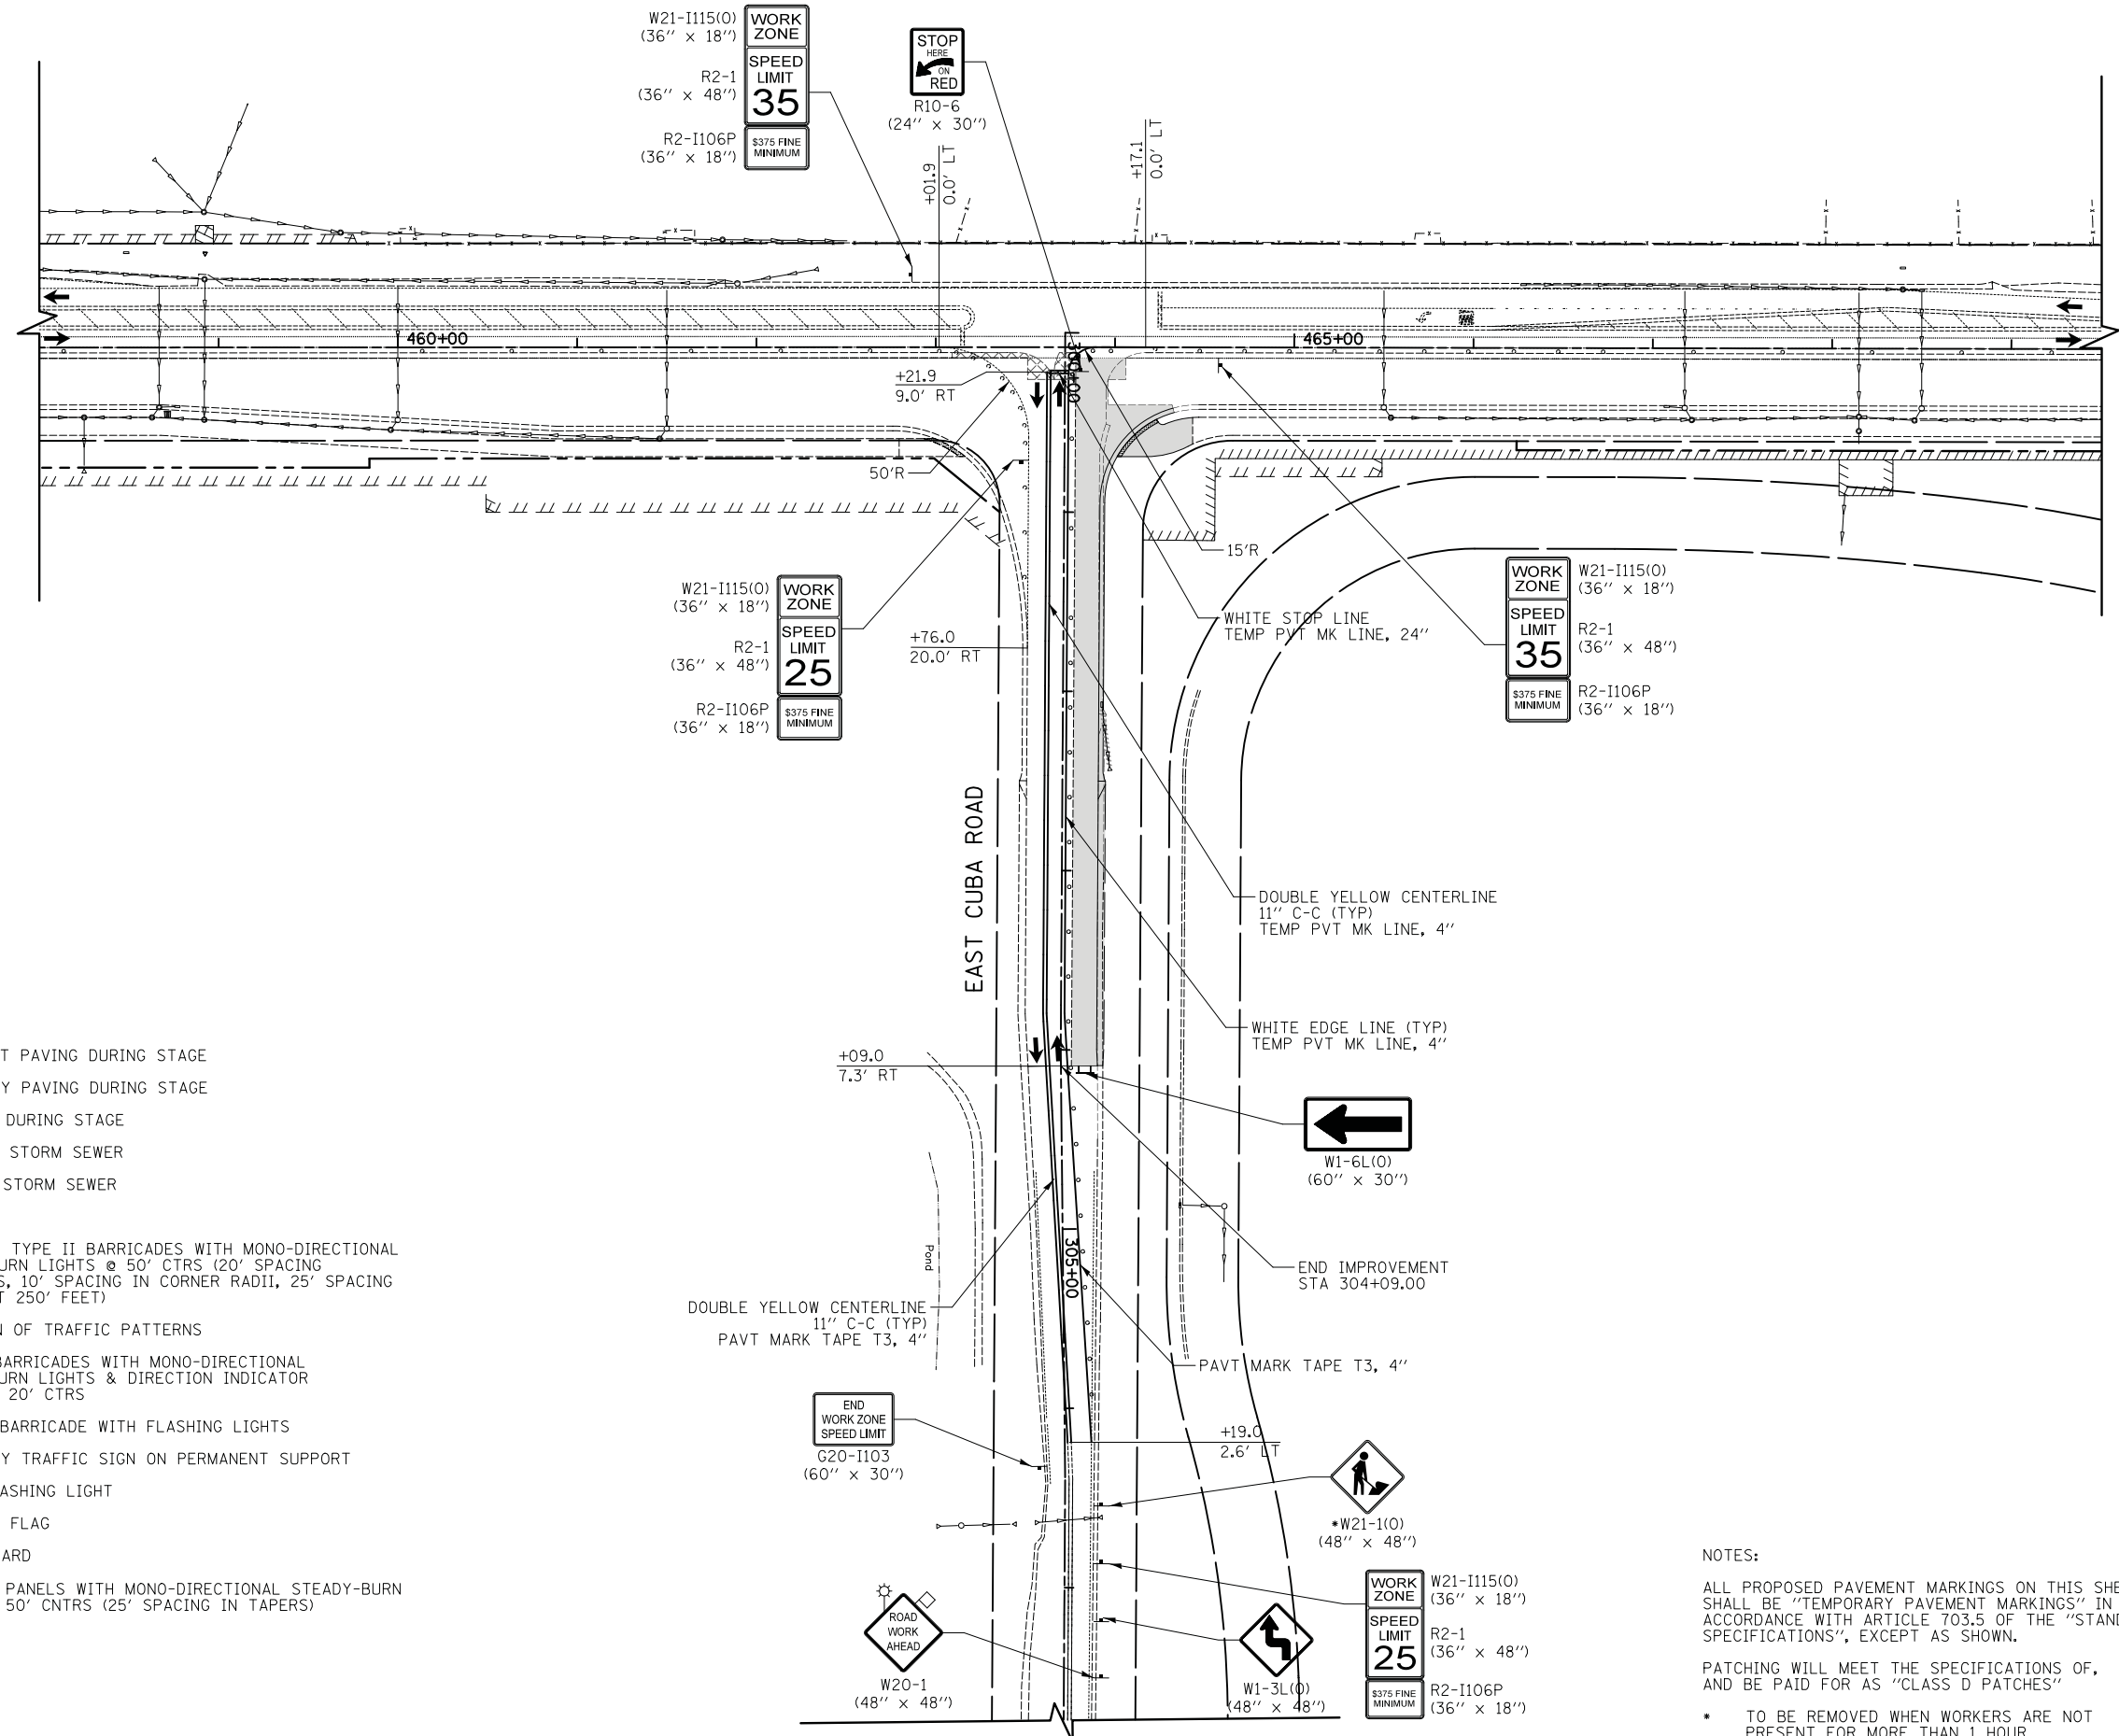 W21-I115(O)
(36" x 18")
R2-1
(36" x 48")
R2-I106P
(36" x 18")
WORK
ZONE
SPEED
LIMIT
35
$375 FINE
MINIMUM
STOP
HERE
ON
RED
R10-6
(24" x 30")
+01.9
0.0' LT
+17.1
0.0' LT
460+00
465+00
300+00
+21.9
9.0' RT
50'R
15'R
W21-I115(O)
(36" x 18")
R2-1
(36" x 48")
R2-I106P
(36" x 18")
WORK
ZONE
SPEED
LIMIT
25
$375 FINE
MINIMUM
+76.0
20.0' RT
WHITE STOP LINE
TEMP PVT MK LINE, 24"
WORK
ZONE
SPEED
LIMIT
35
$375 FINE
MINIMUM
W21-I115(O)
(36" x 18")
R2-1
(36" x 48")
R2-I106P
(36" x 18")
EAST CUBA ROAD
DOUBLE YELLOW CENTERLINE
11" C-C (TYP)
TEMP PVT MK LINE, 4"
WHITE EDGE LINE (TYP)
TEMP PVT MK LINE, 4"
+09.0
7.3' RT
W1-6L(O)
(60" x 30")
END IMPROVEMENT
STA 304+09.00
Pond
305+00
DOUBLE YELLOW CENTERLINE
11" C-C (TYP)
PAVT MARK TAPE T3, 4"
PAVT MARK TAPE T3, 4"
END
WORK ZONE
SPEED LIMIT
G20-I103
(60" x 30")
+19.0
2.6' LT
*W21-1(O)
(48" x 48")
ROAD
WORK
AHEAD
W20-1
(48" x 48")
W1-3L(O)
(48" x 48")
WORK
ZONE
SPEED
LIMIT
25
$375 FINE
MINIMUM
W21-I115(O)
(36" x 18")
R2-1
(36" x 48")
R2-I106P
(36" x 18")
T PAVING DURING STAGE
Y PAVING DURING STAGE
DURING STAGE
STORM SEWER
STORM SEWER
TYPE II BARRICADES WITH MONO-DIRECTIONAL
URN LIGHTS @ 50' CTRS (20' SPACING
S, 10' SPACING IN CORNER RADII, 25' SPACING
T 250' FEET)
N OF TRAFFIC PATTERNS
BARRICADES WITH MONO-DIRECTIONAL
URN LIGHTS & DIRECTION INDICATOR
20' CTRS
BARRICADE WITH FLASHING LIGHTS
Y TRAFFIC SIGN ON PERMANENT SUPPORT
ASHING LIGHT
FLAG
ARD
PANELS WITH MONO-DIRECTIONAL STEADY-BURN
50' CNTRS (25' SPACING IN TAPERS)
NOTES:
ALL PROPOSED PAVEMENT MARKINGS ON THIS SHE
SHALL BE "TEMPORARY PAVEMENT MARKINGS" IN
ACCORDANCE WITH ARTICLE 703.5 OF THE "STAND
SPECIFICATIONS", EXCEPT AS SHOWN.
PATCHING WILL MEET THE SPECIFICATIONS OF,
AND BE PAID FOR AS "CLASS D PATCHES"
* TO BE REMOVED WHEN WORKERS ARE NOT
PRESENT FOR MORE THAN 1 HOUR